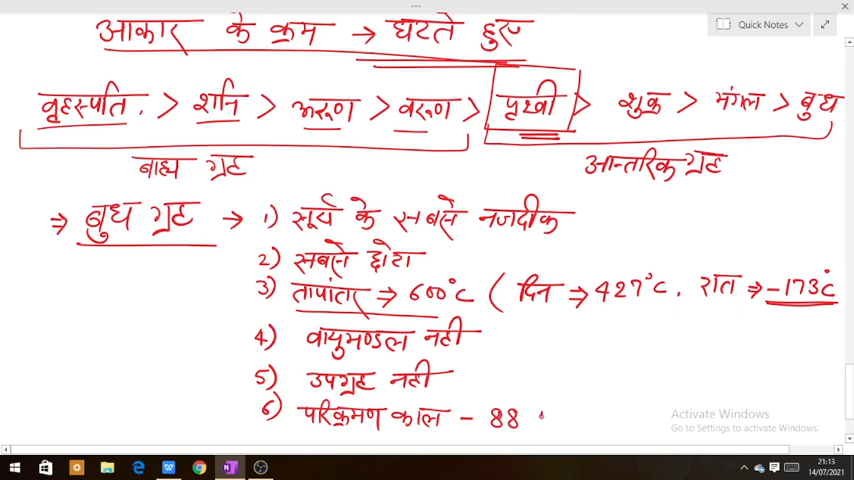 आकार के क्रम → घटते हुए
Quick Notes
वृहस्पति . > शनि > अरूण > वरूण > पृथ्वी > शुक्र > मंगल > बुध
बाह्य ग्रह
आन्तरिक ग्रह
⇒ बुध ग्रह → 1) सूर्य के सबसे नजदीक
2) सबसे छोटा
3) तापांतर → 600°C ( दिन ⇒ 427°C. रात ⇒ -173°C
4) वायुमण्डल नही
5) उपग्रह नही
6) परिक्रमण काल - 88
Activate Windows
Go to Settings to activate Windows.
21:13
14/07/2021